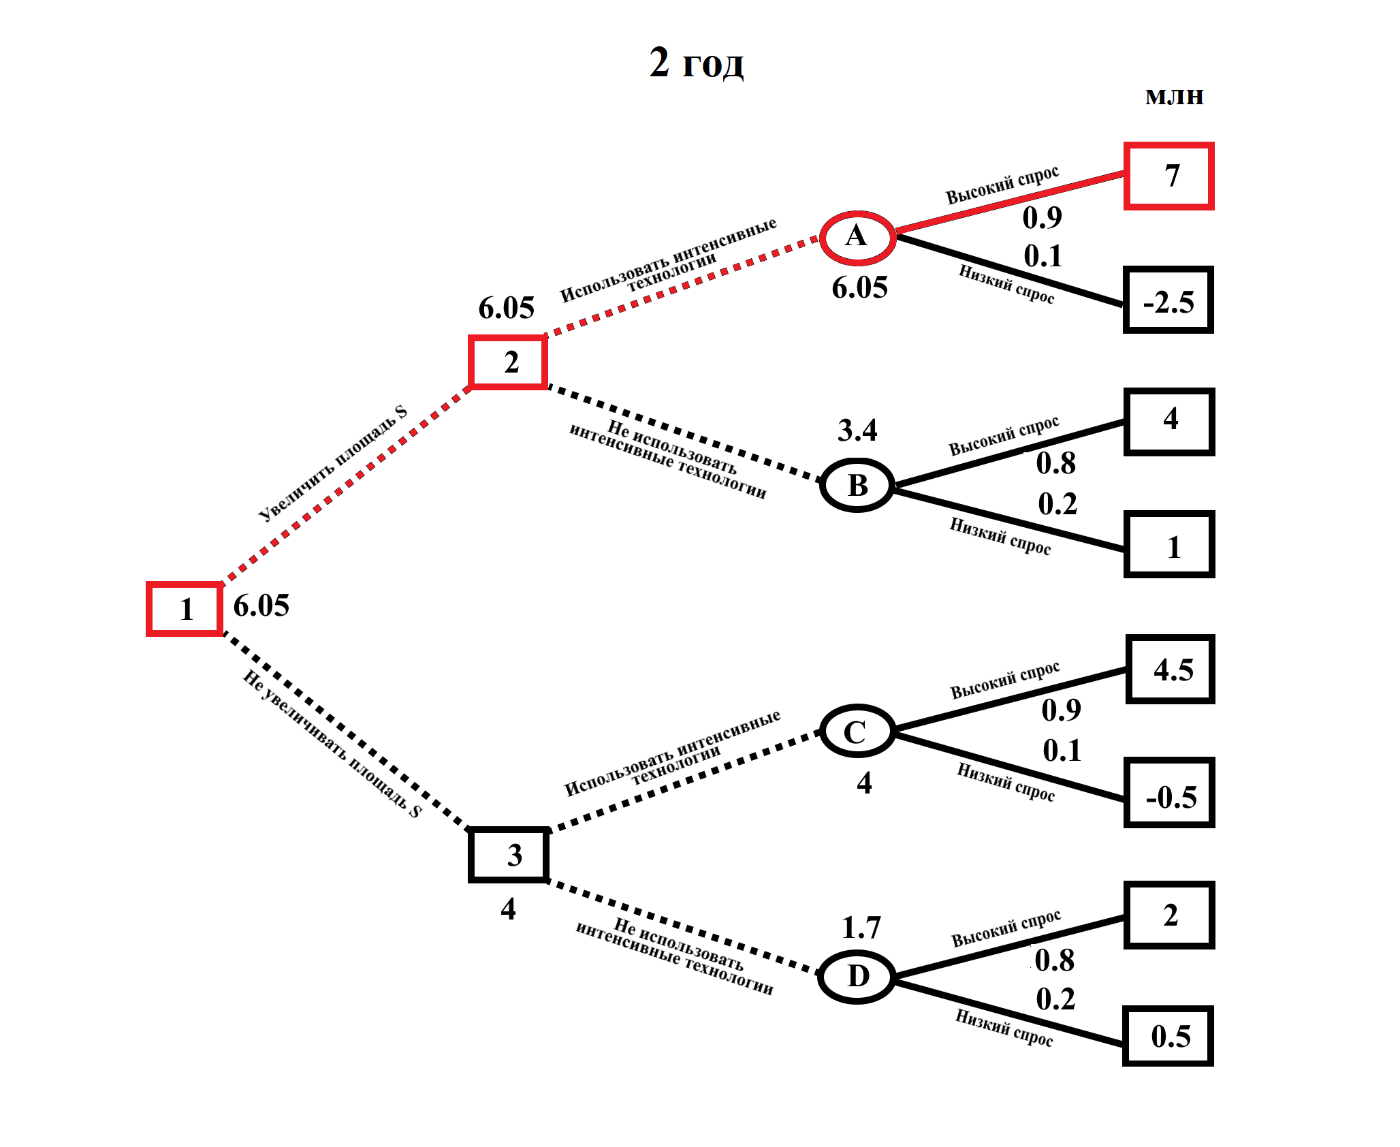 2 год
млн
7
Высокий спрос
0.9
0.1
Низкий спрос
-2.5
A
6.05
Использовать интенсивные
технологии
6.05
2
Не использовать
интенсивные технологии
3.4
B
Высокий спрос
0.8
0.2
Низкий спрос
4
1
Увеличить площадь S
1
6.05
Не увеличивать площадь S
Использовать интенсивные
технологии
C
4
Высокий спрос
0.9
0.1
Низкий спрос
4.5
-0.5
3
4
Не использовать
интенсивные технологии
1.7
D
Высокий спрос
0.8
0.2
Низкий спрос
2
0.5